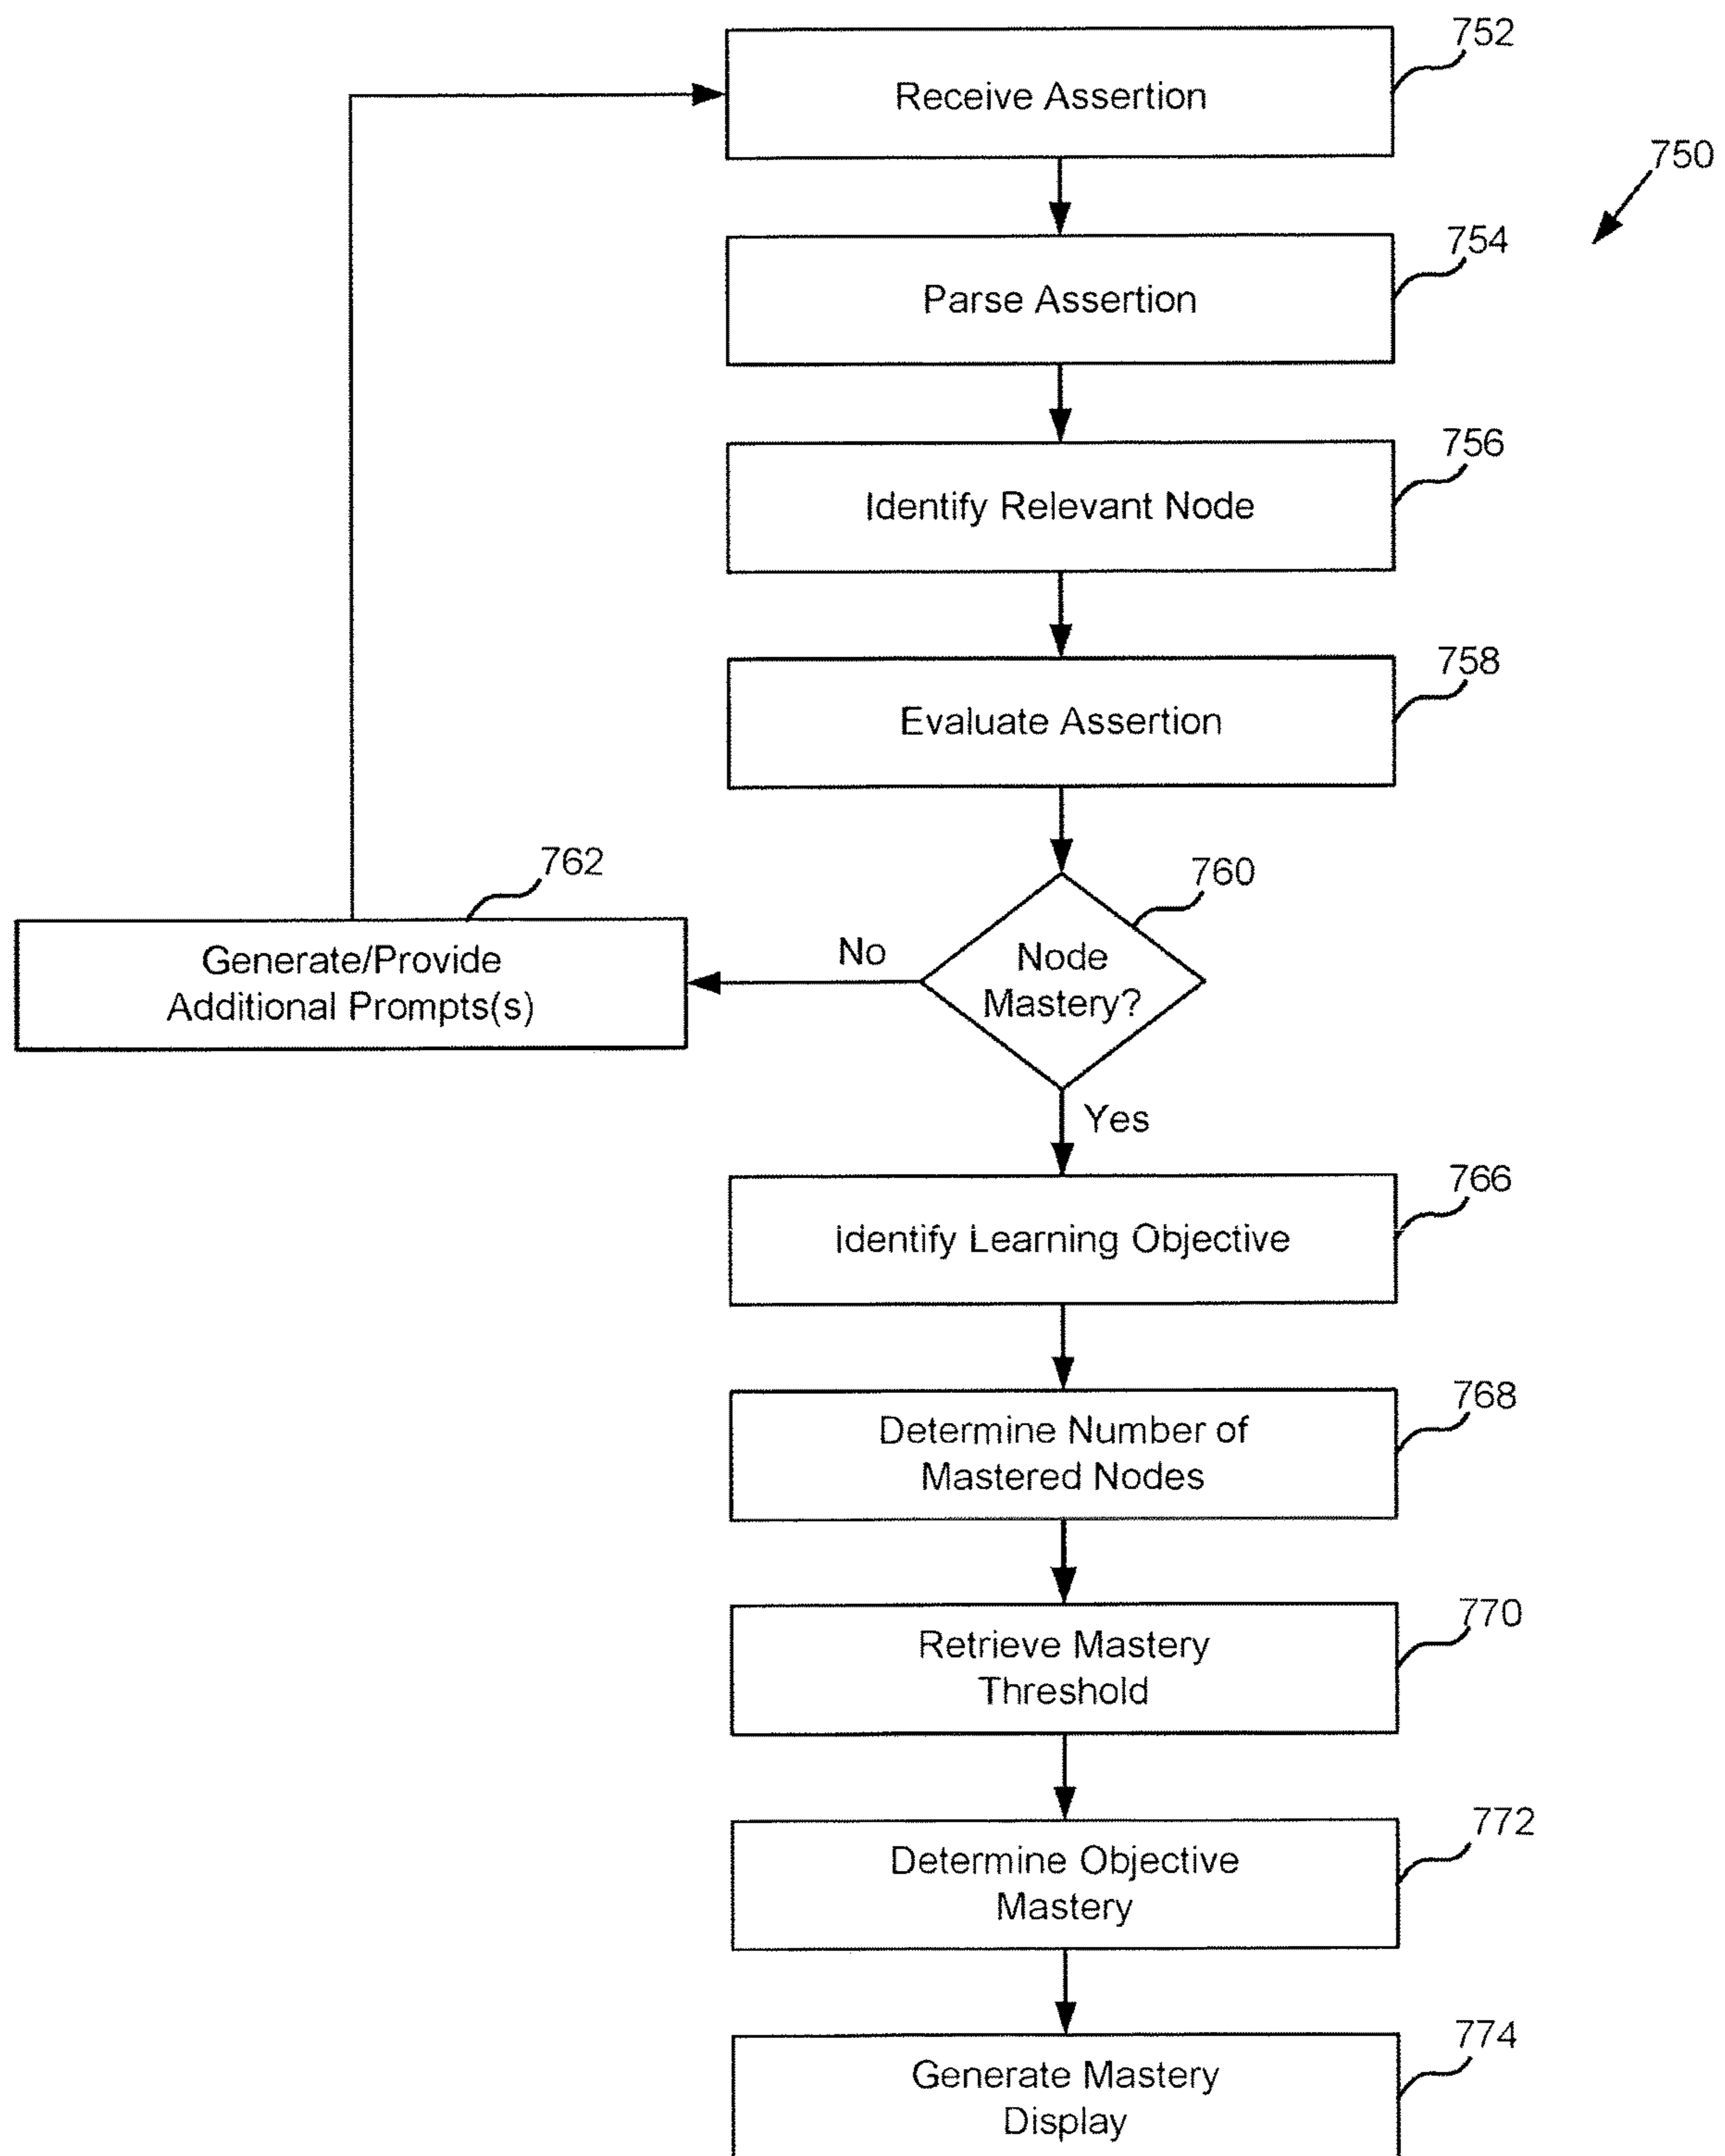 752
Receive Assertion
750
754
Parse Assertion
756
Identify Relevant Node
758
Evaluate Assertion
760
762
Node
Mastery?
No
Generate/Provide
Additional Prompts(s)
Yes
766
Identify Learning Objective
768
Determine Number of
Mastered Nodes
770
Retrieve Mastery
Threshold
772
Determine Objective
Mastery
774
Generate Mastery
Display